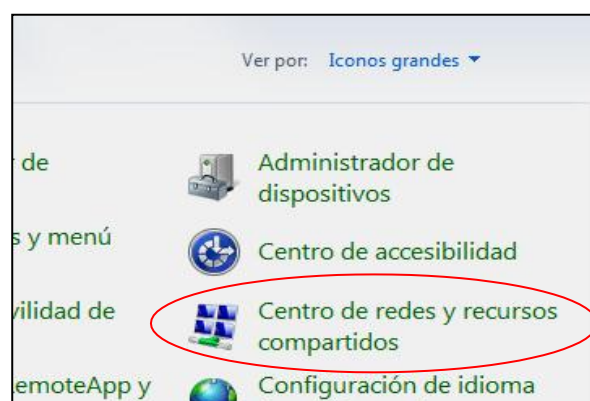 Ver por: Iconos grandes
de
Administrador de
dispositivos
s y menú
Centro de accesibilidad
vilidad de
Centro de redes y recursos
compartidos
RemoteApp y
Configuración de idioma